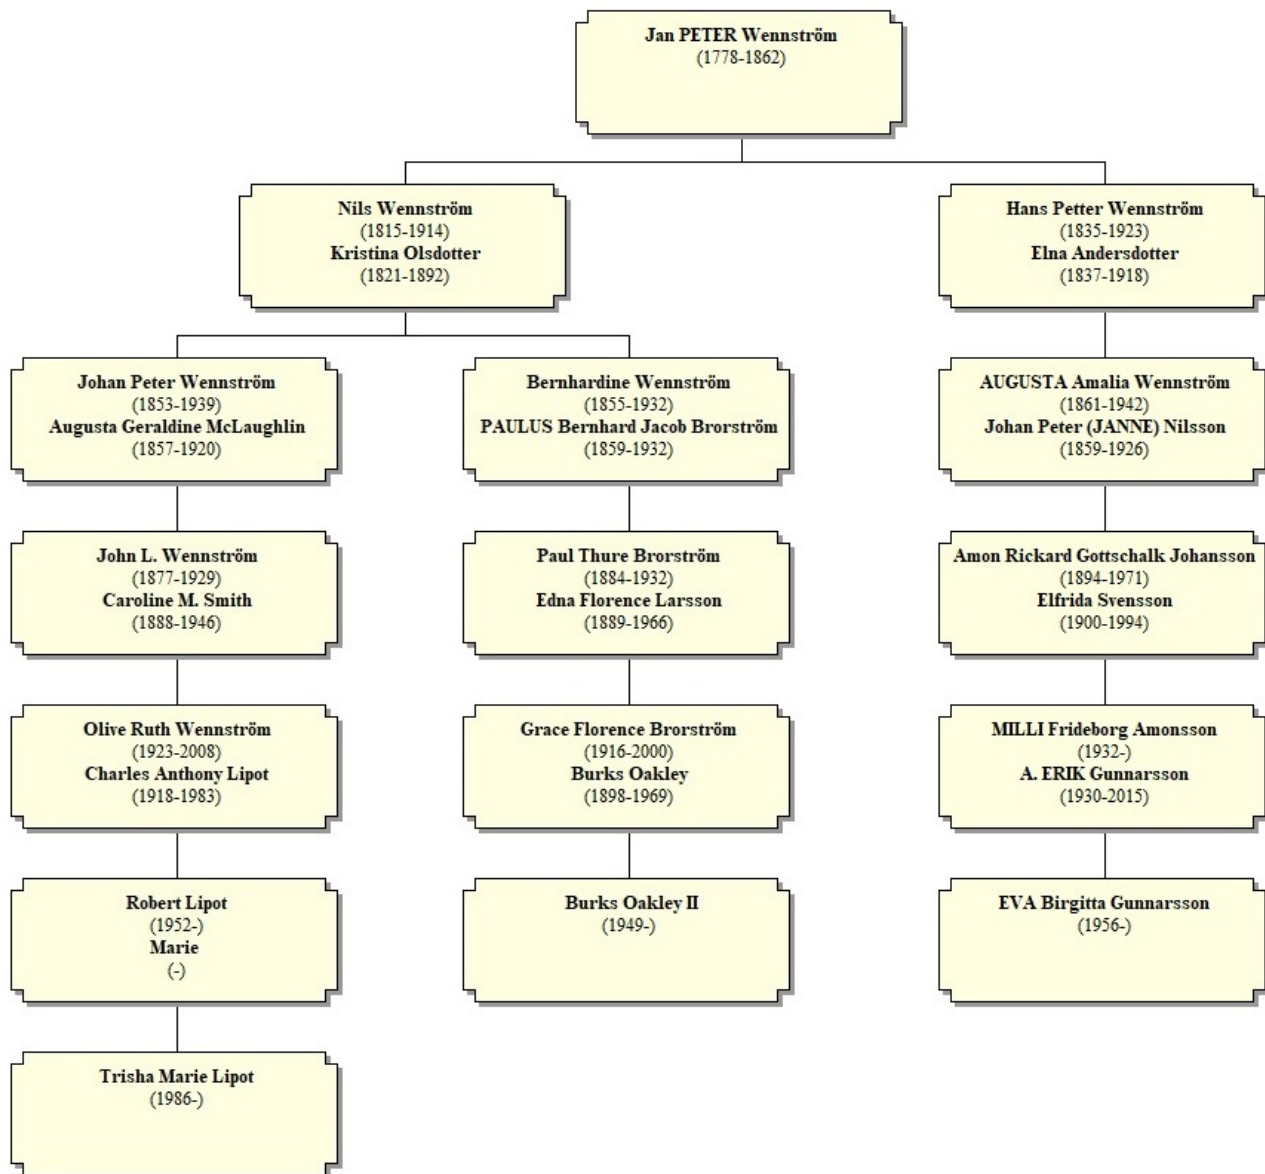 Jan PETER Wennström
(1778-1862)
Nils Wennström
(1815-1914)
Kristina Olsdotter
(1821-1892)
Hans Petter Wennström
(1835-1923)
Elna Andersdotter
(1837-1918)
Johan Peter Wennström
(1853-1939)
Augusta Geraldine McLaughlin
(1857-1920)
Bernhardine Wennström
(1855-1932)
PAULUS Bernhard Jacob Brorström
(1859-1932)
AUGUSTA Amalia Wennström
(1861-1942)
Johan Peter (JANNE) Nilsson
(1859-1926)
John L. Wennström
(1877-1929)
Caroline M. Smith
(1888-1946)
Paul Thure Brorström
(1884-1932)
Edna Florence Larsson
(1889-1966)
Amon Rickard Gottschalk Johansson
(1894-1971)
Elfrida Svensson
(1900-1994)
Olive Ruth Wennström
(1923-2008)
Charles Anthony Lipot
(1918-1983)
Grace Florence Brorström
(1916-2000)
Burks Oakley
(1898-1969)
MILLI Frideborg Amonsson
(1932-)
A. ERIK Gunnarsson
(1930-2015)
Robert Lipot
(1952-)
Marie
(-)
Burks Oakley II
(1949-)
EVA Birgitta Gunnarsson
(1956-)
Trisha Marie Lipot
(1986-)